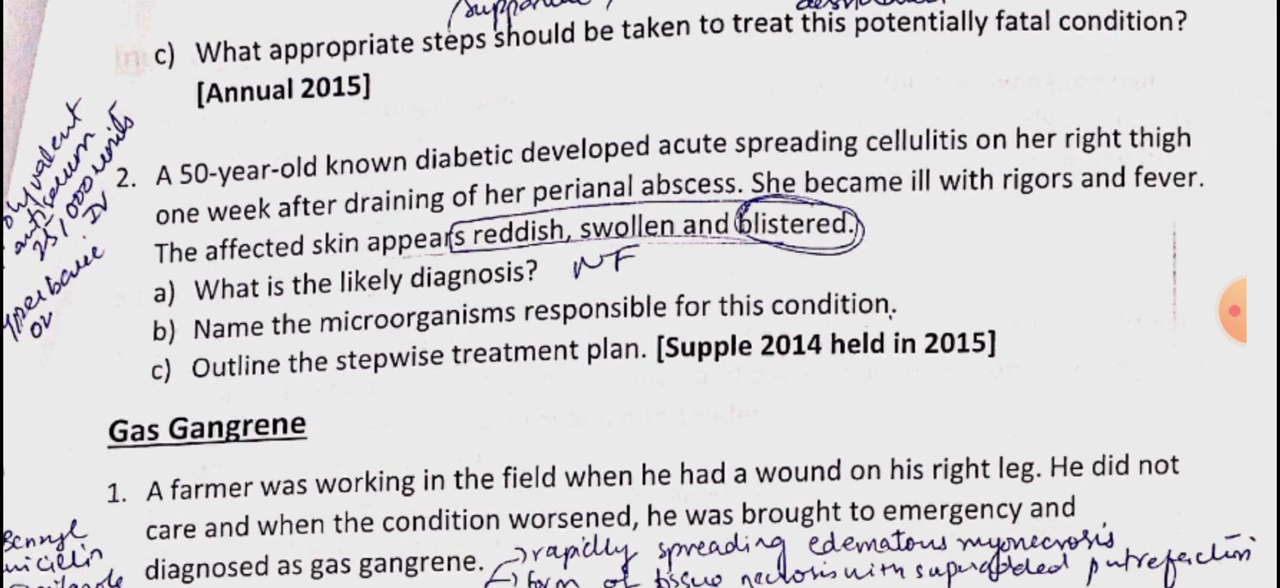 c) What appropriate steps should be taken to treat this potentially fatal condition?
[Annual 2015]
antiserum
25,000 units
IV
or
2. A 50-year-old known diabetic developed acute spreading cellulitis on her right thigh
one week after draining of her perianal abscess. She became ill with rigors and fever.
The affected skin appears reddish, swollen and blistered.
a) What is the likely diagnosis? NF
b) Name the microorganisms responsible for this condition.
c) Outline the stepwise treatment plan. [Supple 2014 held in 2015]
Gas Gangrene
1. A farmer was working in the field when he had a wound on his right leg. He did not
care and when the condition worsened, he was brought to emergency and
diagnosed as gas gangrene. → rapidly spreading edematous myonecrosis
→ form of tissue necrosis with superadded putrefaction